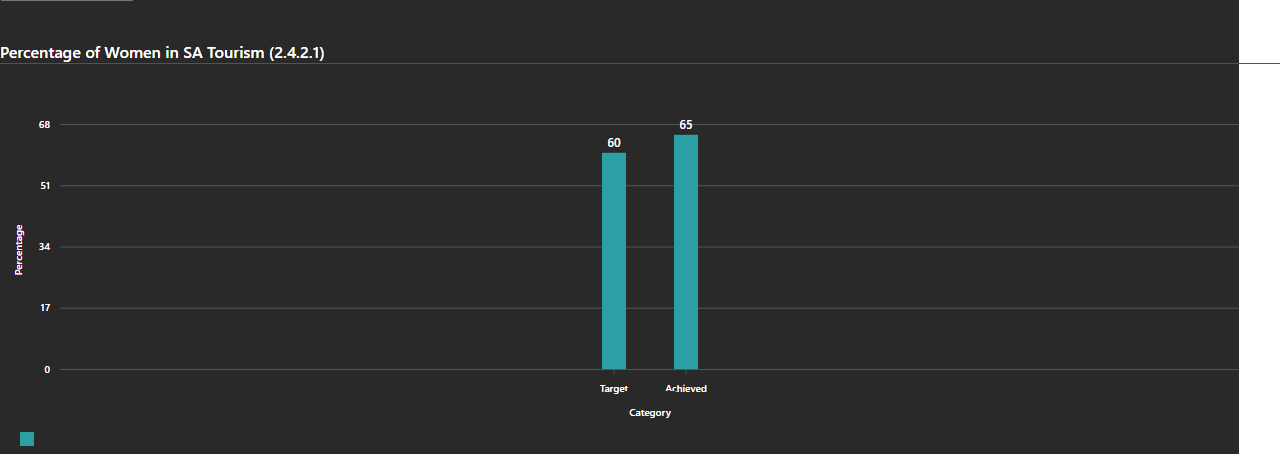 Percentage of Women in SA Tourism (2.4.2.1)
68
51
34
17
0
Percentage
60
65
Target
Achieved
Category